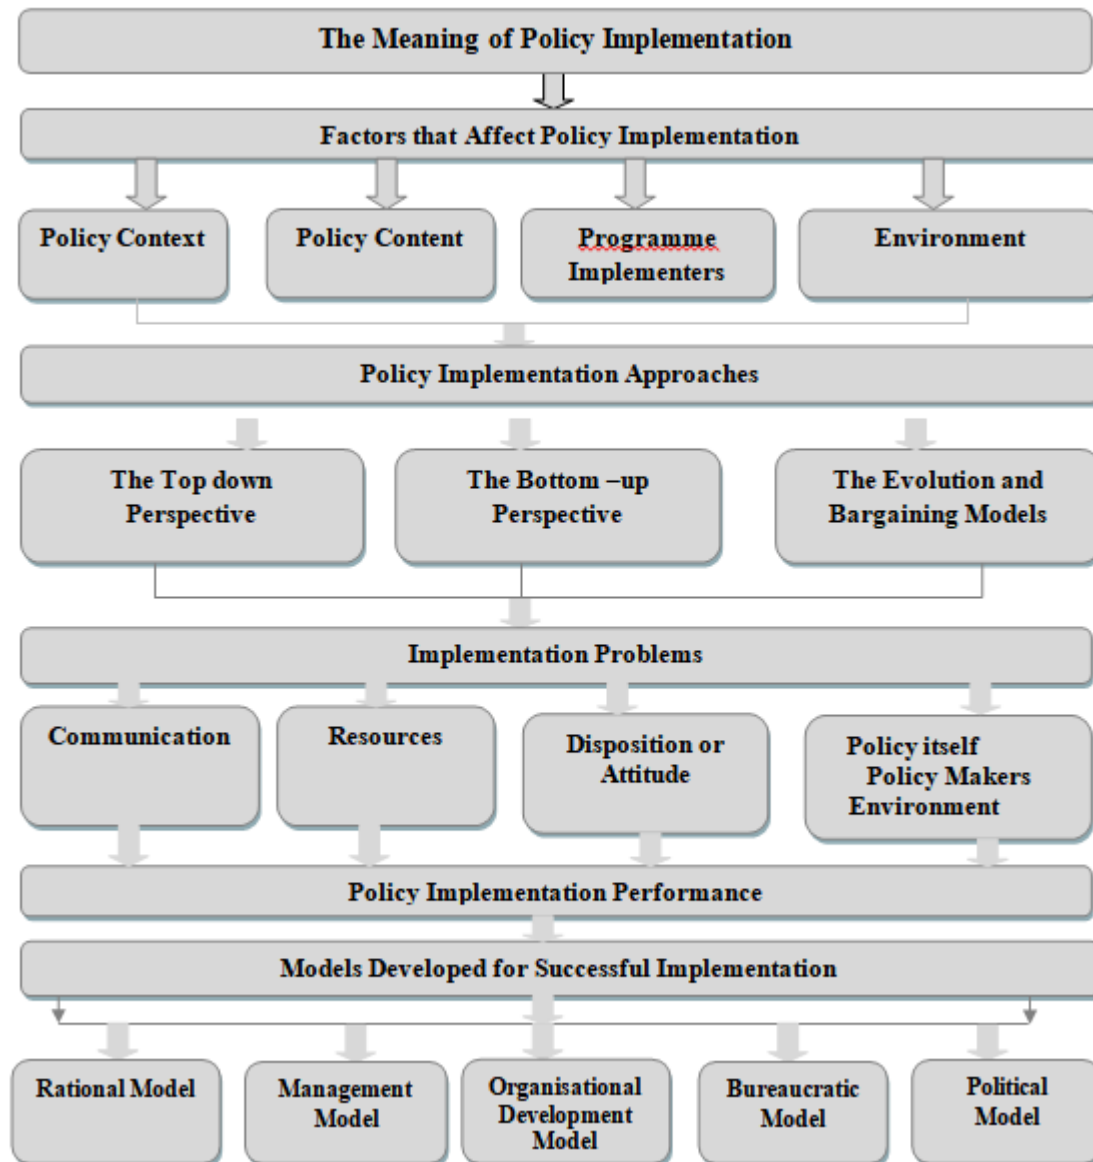 The Meaning of Policy Implementation
Factors that Affect Policy Implementation
Policy Context
Policy Content
Programme
Implementers
Environment
Policy Implementation Approaches
The Top down
Perspective
The Bottom –up
Perspective
The Evolution and
Bargaining Models
Implementation Problems
Communication
Resources
Disposition or
Attitude
Policy itself
Policy Makers
Environment
Policy Implementation Performance
Models Developed for Successful Implementation
Rational Model
Management
Model
Organisational
Development
Model
Bureaucratic
Model
Political
Model